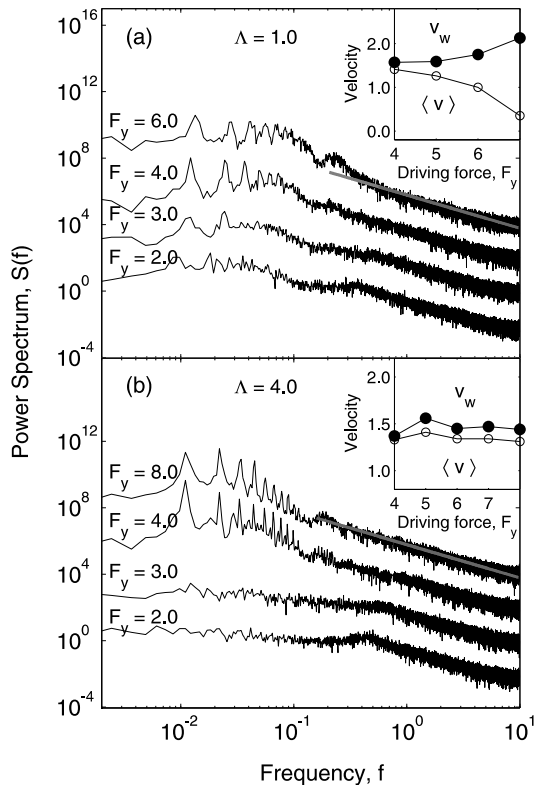 10^16
(a)
Λ = 1.0
v_w
2.0
Velocity
1.0
⟨ v ⟩
0.0
4 5 6
Driving force, F_y
10^12
F_y = 6.0
10^8
F_y = 4.0
10^4
F_y = 3.0
F_y = 2.0
10^0
10^-4
Power Spectrum, S(f)
(b)
Λ = 4.0
2.0
v_w
Velocity
1.5
⟨ v ⟩
1.0
4 5 6 7
Driving force, F_y
10^12
F_y = 8.0
10^8
F_y = 4.0
10^4
F_y = 3.0
F_y = 2.0
10^0
10^-4
10^-2 10^-1 10^0 10^1
Frequency, f